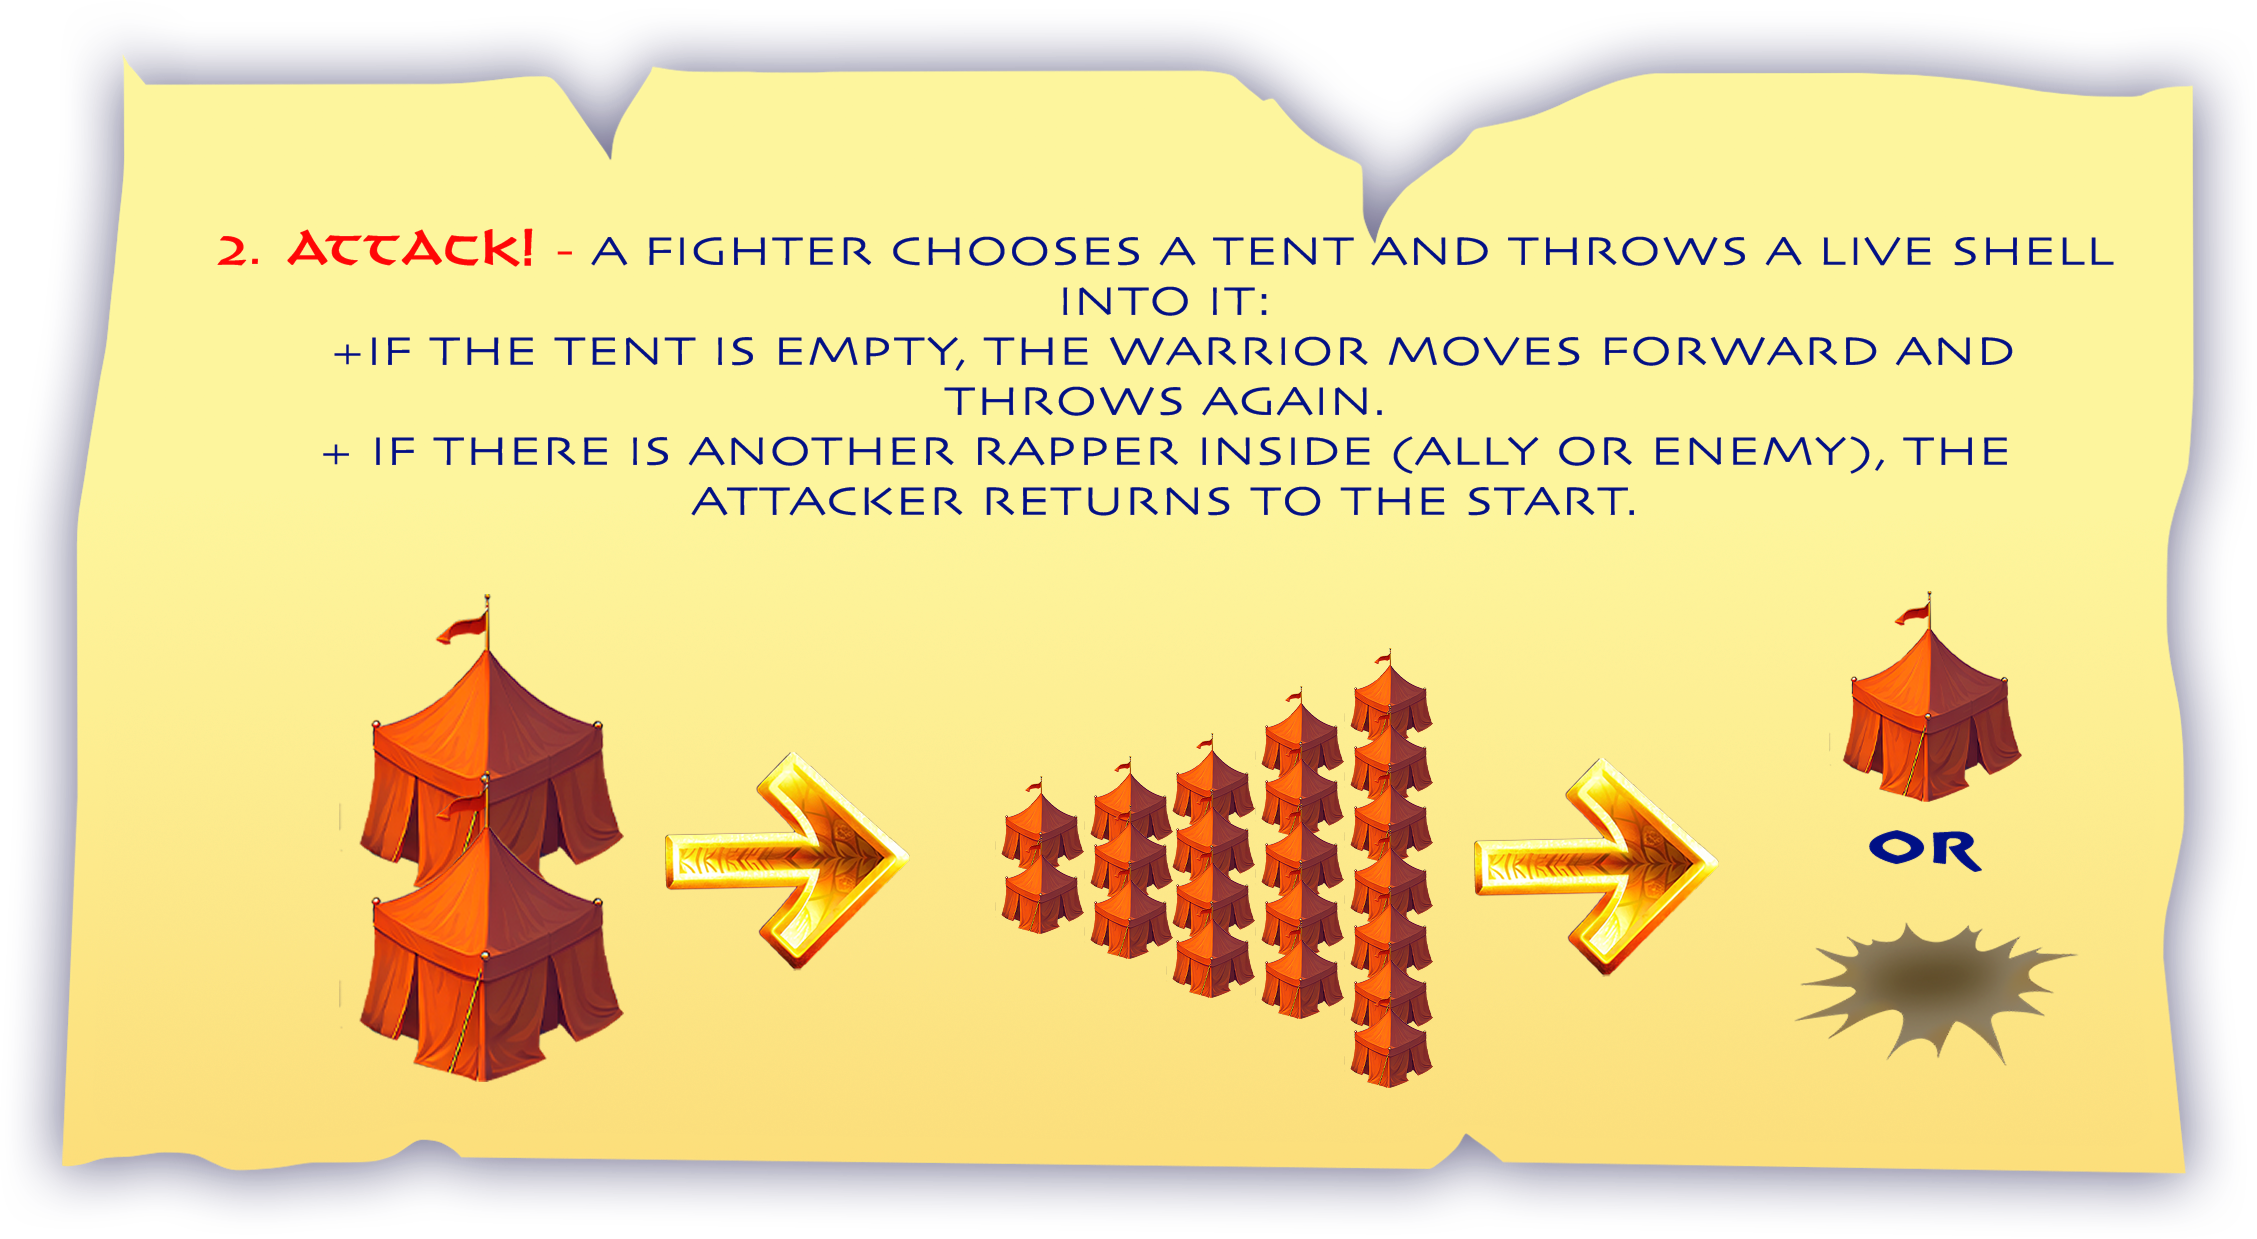 2. ATTACK! - A FIGHTER CHOOSES A TENT AND THROWS A LIVE SHELL
INTO IT:
+IF THE TENT IS EMPTY, THE WARRIOR MOVES FORWARD AND
THROWS AGAIN.
+ IF THERE IS ANOTHER RAPPER INSIDE (ALLY OR ENEMY), THE
ATTACKER RETURNS TO THE START.
OR